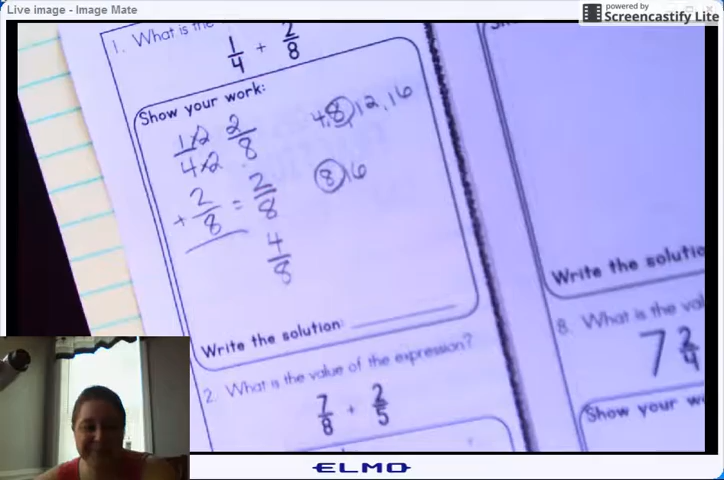 Live image - Image Mate
powered by
Screencastify Lite
1. What is the
1/4 + 2/8
Show your work:
1×2 2
4×2 8
4, 8, 12, 16
+ 2/8 = 2/8
8 16
4/8
Write the solution:
2. What is the value of the expression?
7/8 + 2/5
Write the solutio
8. What is the val
7 2/4
Show your w
ELMO